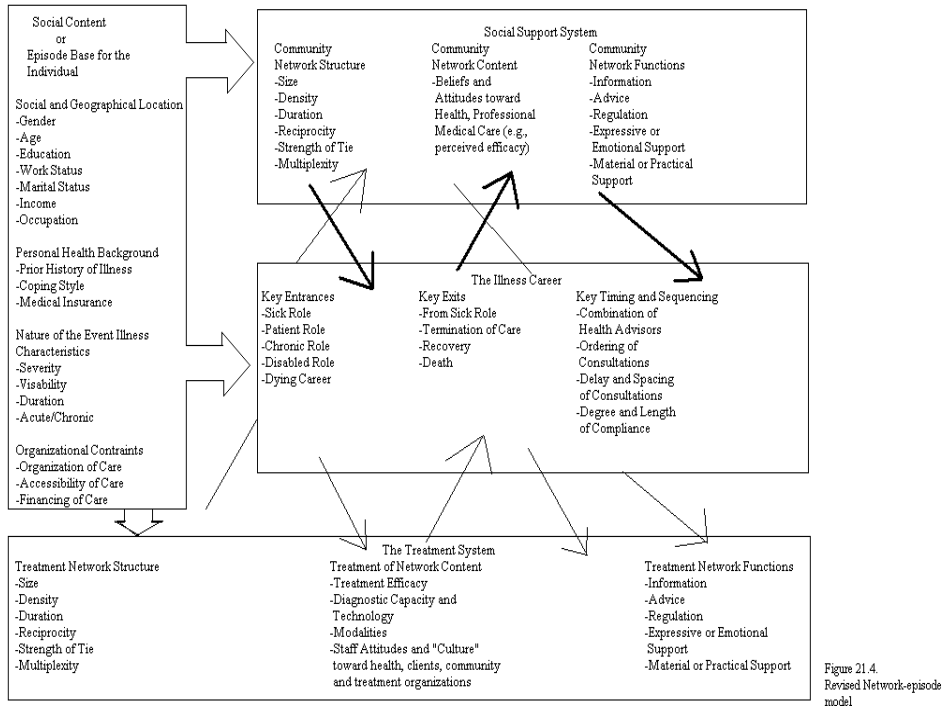 Social Content
or
Episode Base for the
Individual
Social and Geographical Location
-Gender
-Age
-Education
-Work Status
-Marital Status
-Income
-Occupation
Personal Health Background
-Prior History of Illness
-Coping Style
-Medical Insurance
Nature of the Event Illness
Characteristics
-Severity
-Visability
-Duration
-Acute/Chronic
Organizational Contraints
-Organization of Care
-Accessibility of Care
-Financing of Care
Social Support System
Community
Network Structure
-Size
-Density
-Duration
-Reciprocity
-Strength of Tie
-Multiplexity
Community
Network Content
-Beliefs and
Attitudes toward
Health, Professional
Medical Care (e.g.,
perceived efficacy)
Community
Network Functions
-Information
-Advice
-Regulation
-Expressive or
Emotional Support
-Material or Practical
Support
The Illness Career
Key Entrances
-Sick Role
-Patient Role
-Chronic Role
-Disabled Role
-Dying Career
Key Exits
-From Sick Role
-Termination of Care
-Recovery
-Death
Key Timing and Sequencing
-Combination of
Health Advisors
-Ordering of
Consultations
-Delay and Spacing
of Consultations
-Degree and Length
of Compliance
The Treatment System
Treatment Network Structure
-Size
-Density
-Duration
-Reciprocity
-Strength of Tie
-Multiplexity
Treatment of Network Content
-Treatment Efficacy
-Diagnostic Capacity and
Technology
-Modalities
-Staff Attitudes and "Culture"
toward health, clients, community
and treatment organizations
Treatment Network Functions
-Information
-Advice
-Regulation
-Expressive or Emotional
Support
-Material or Practical Support
Figure 21.4.
Revised Network-episode
model